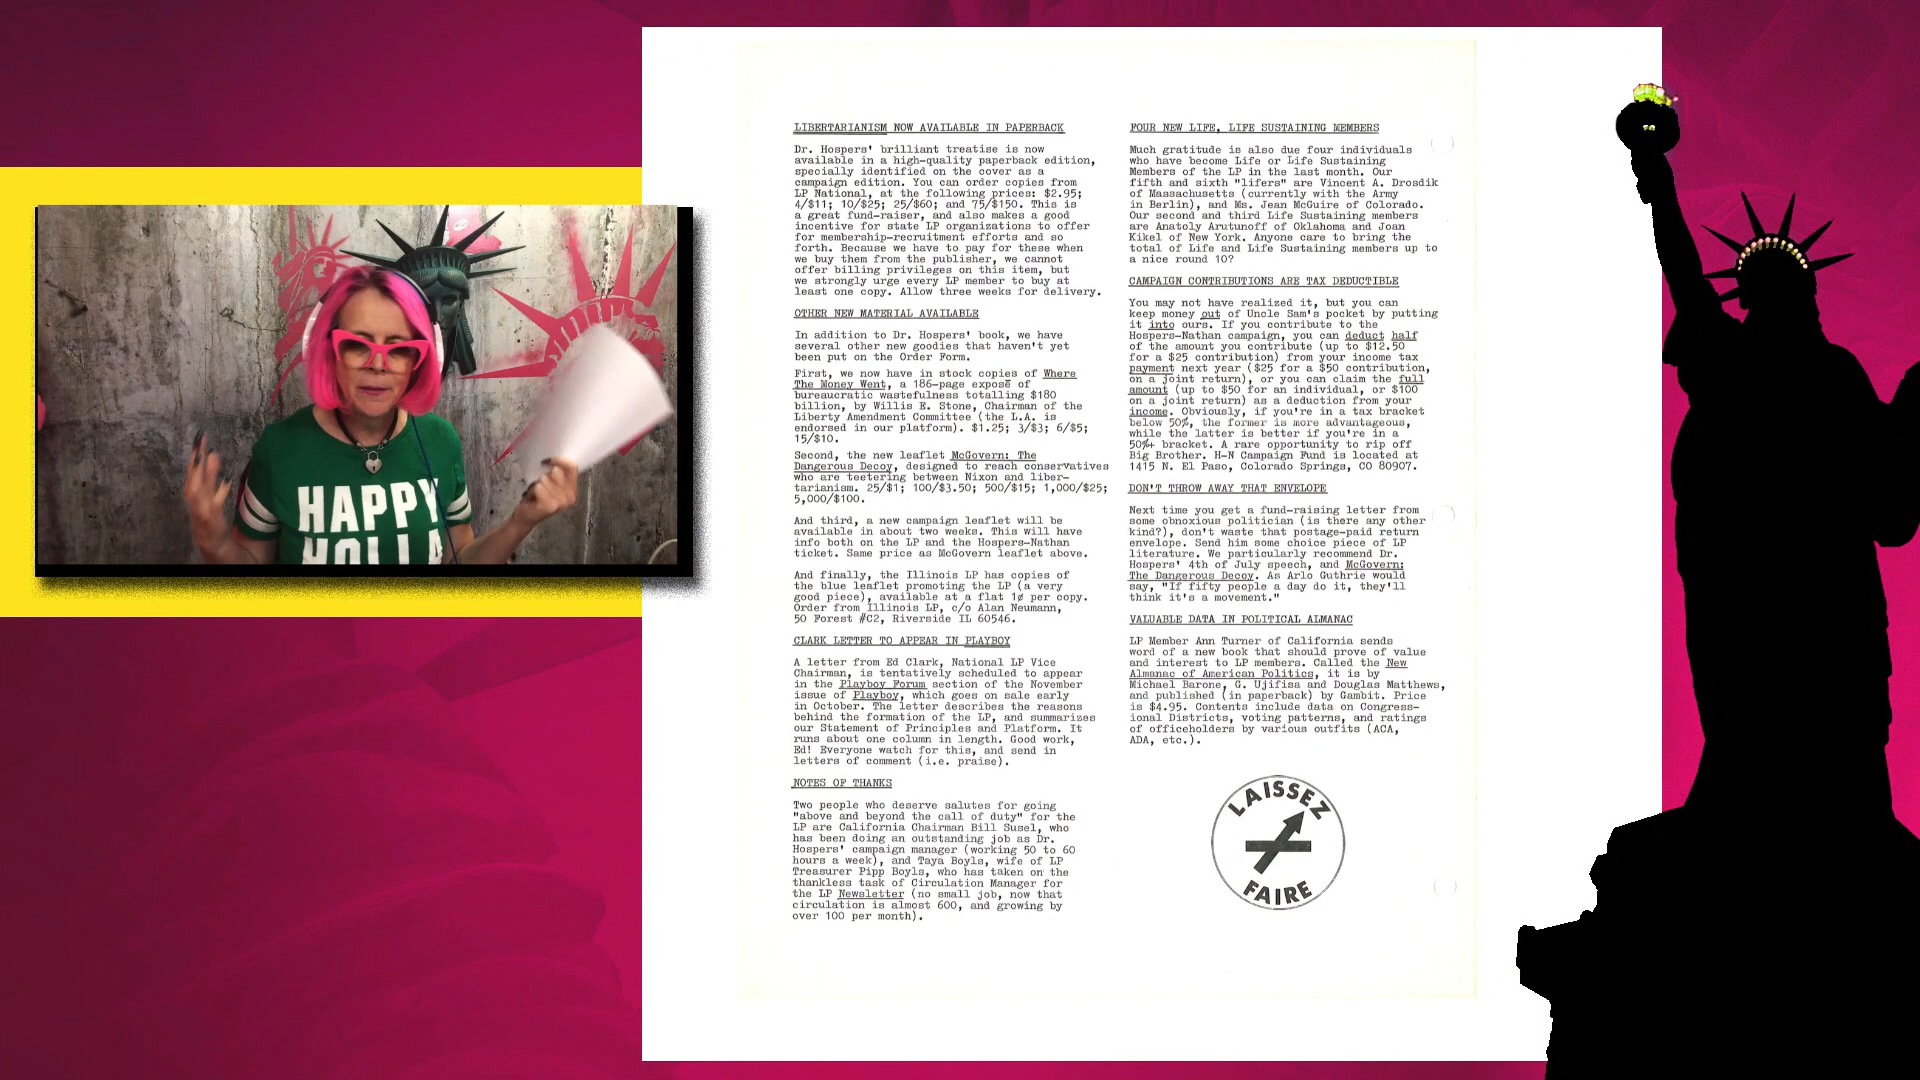 HAPPY
HOLLA
LIBERTARIANISM NOW AVAILABLE IN PAPERBACK
Dr. Hospers' brilliant treatise is now
available in a high-quality paperback edition,
specially identified on the cover as a
campaign edition. You can order copies from
LP National, at the following prices: $2.95;
4/$11; 10/$25; 25/$60; and 75/$150. This is
a great fund-raiser, and also makes a good
incentive for state LP organizations to offer
for membership-recruitment efforts and so
forth. Because we have to pay for these when
we buy them from the publisher, we cannot
offer billing privileges on this item, but
we strongly urge every LP member to buy at
least one copy. Allow three weeks for delivery.
OTHER NEW MATERIAL AVAILABLE
In addition to Dr. Hospers' book, we have
several other new goodies that haven't yet
been put on the Order Form.
First, we now have in stock copies of Where
The Money Went, a 186-page exposé of
bureaucratic wastefulness totalling $180
billion, by Willis E. Stone, Chairman of the
Liberty Amendment Committee (the L.A. is
endorsed in our platform). $1.25; 3/$3; 6/$5;
15/$10.
Second, the new leaflet McGovern: The
Dangerous Decoy, designed to reach conservatives
who are teetering between Nixon and liber-
tarianism. 25/$1; 100/$3.50; 500/$15; 1,000/$25;
5,000/$100.
And third, a new campaign leaflet will be
available in about two weeks. This will have
info both on the LP and the Hospers-Nathan
ticket. Same price as McGovern leaflet above.
And finally, the Illinois LP has copies of
the blue leaflet promoting the LP (a very
good piece), available at a flat 1¢ per copy.
Order from Illinois LP, c/o Alan Neumann,
50 Forest #C2, Riverside IL 60546.
CLARK LETTER TO APPEAR IN PLAYBOY
A letter from Ed Clark, National LP Vice
Chairman, is tentatively scheduled to appear
in the Playboy Forum section of the November
issue of Playboy, which goes on sale early
in October. The letter describes the reasons
behind the formation of the LP, and summarizes
our Statement of Principles and Platform. It
runs about one column in length. Good work,
Ed! Everyone watch for this, and send in
letters of comment (i.e. praise).
NOTES OF THANKS
Two people who deserve salutes for going
"above and beyond the call of duty" for the
LP are California Chairman Bill Susel, who
has been doing an outstanding job as Dr.
Hospers' campaign manager (working 50 to 60
hours a week), and Taya Boyls, wife of LP
Treasurer Pipp Boyls, who has taken on the
thankless task of Circulation Manager for
the LP Newsletter (no small job, now that
circulation is almost 600, and growing by
over 100 per month).
FOUR NEW LIFE, LIFE SUSTAINING MEMBERS
Much gratitude is also due four individuals
who have become Life or Life Sustaining
Members of the LP in the last month. Our
fifth and sixth "lifers" are Vincent A. Drosdik
of Massachusetts (currently with the Army
in Berlin), and Ms. Jean McGuire of Colorado.
Our second and third Life Sustaining members
are Anatoly Arutunoff of Oklahoma and Joan
Kikel of New York. Anyone care to bring the
total of Life and Life Sustaining members up to
a nice round 10?
CAMPAIGN CONTRIBUTIONS ARE TAX DEDUCTIBLE
You may not have realized it, but you can
keep money out of Uncle Sam's pocket by putting
it into ours. If you contribute to the
Hospers-Nathan campaign, you can deduct half
of the amount you contribute (up to $12.50
for a $25 contribution) from your income tax
payment next year ($25 for a $50 contribution,
on a joint return), or you can claim the full
amount (up to $50 for an individual, or $100
on a joint return) as a deduction from your
income. Obviously, if you're in a tax bracket
below 50%, the former is more advantageous,
while the latter is better if you're in a
50%+ bracket. A rare opportunity to rip off
Big Brother. H-N Campaign Fund is located at
1415 N. El Paso, Colorado Springs, CO 80907.
DON'T THROW AWAY THAT ENVELOPE
Next time you get a fund-raising letter from
some obnoxious politician (is there any other
kind?), don't waste that postage-paid return
envelope. Send him some choice piece of LP
literature. We particularly recommend Dr.
Hospers' 4th of July speech, and McGovern:
The Dangerous Decoy. As Arlo Guthrie would
say, "If fifty people a day do it, they'll
think it's a movement."
VALUABLE DATA IN POLITICAL ALMANAC
LP Member Ann Turner of California sends
word of a new book that should prove of value
and interest to LP members. Called the New
Almanac of American Politics, it is by
Michael Barone, G. Ujifisa and Douglas Matthews,
and published (in paperback) by Gambit. Price
is $4.95. Contents include data on Congress-
ional Districts, voting patterns, and ratings
of officeholders by various outfits (ACA,
ADA, etc.).
LAISSEZ
FAIRE